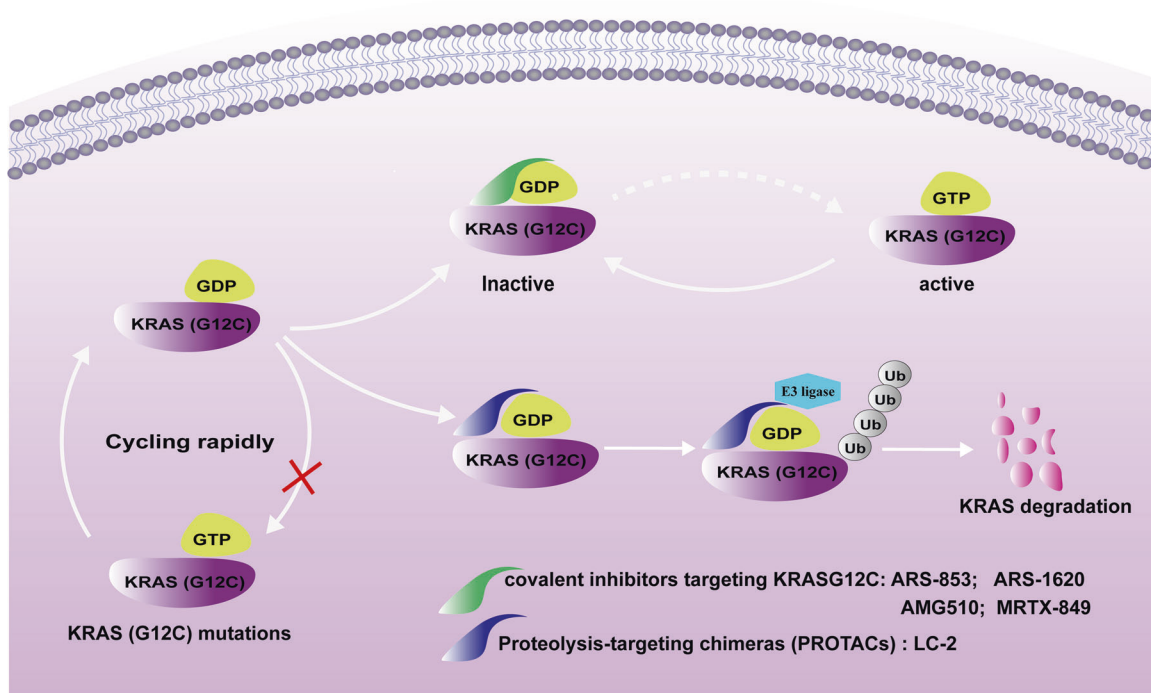 GDP
KRAS (G12C)
Inactive
GTP
KRAS (G12C)
active
GDP
KRAS (G12C)
Cycling rapidly
GTP
KRAS (G12C)
KRAS (G12C) mutations
GDP
KRAS (G12C)
E3 ligase
GDP
KRAS (G12C)
Ub
Ub
Ub
Ub
KRAS degradation
covalent inhibitors targeting KRASG12C: ARS-853; ARS-1620
AMG510; MRTX-849
Proteolysis-targeting chimeras (PROTACs) : LC-2